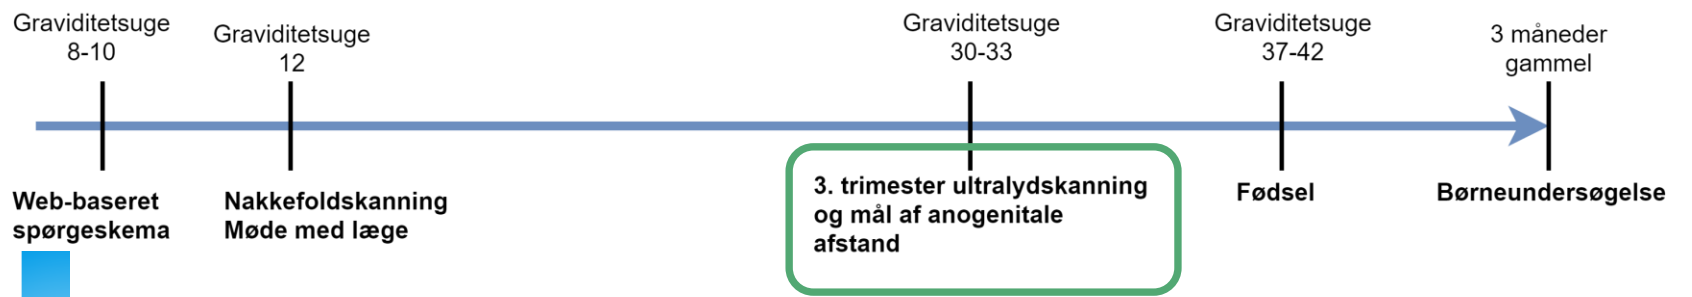 Graviditetsuge
8-10
Graviditetsuge
12
Graviditetsuge
30-33
Graviditetsuge
37-42
3 måneder
gammel
Web-baseret
spørgeskema
Nakkefoldskanning
Møde med læge
3. trimester ultralydskanning
og mål af anogenitale
afstand
Fødsel
Børneundersøgelse